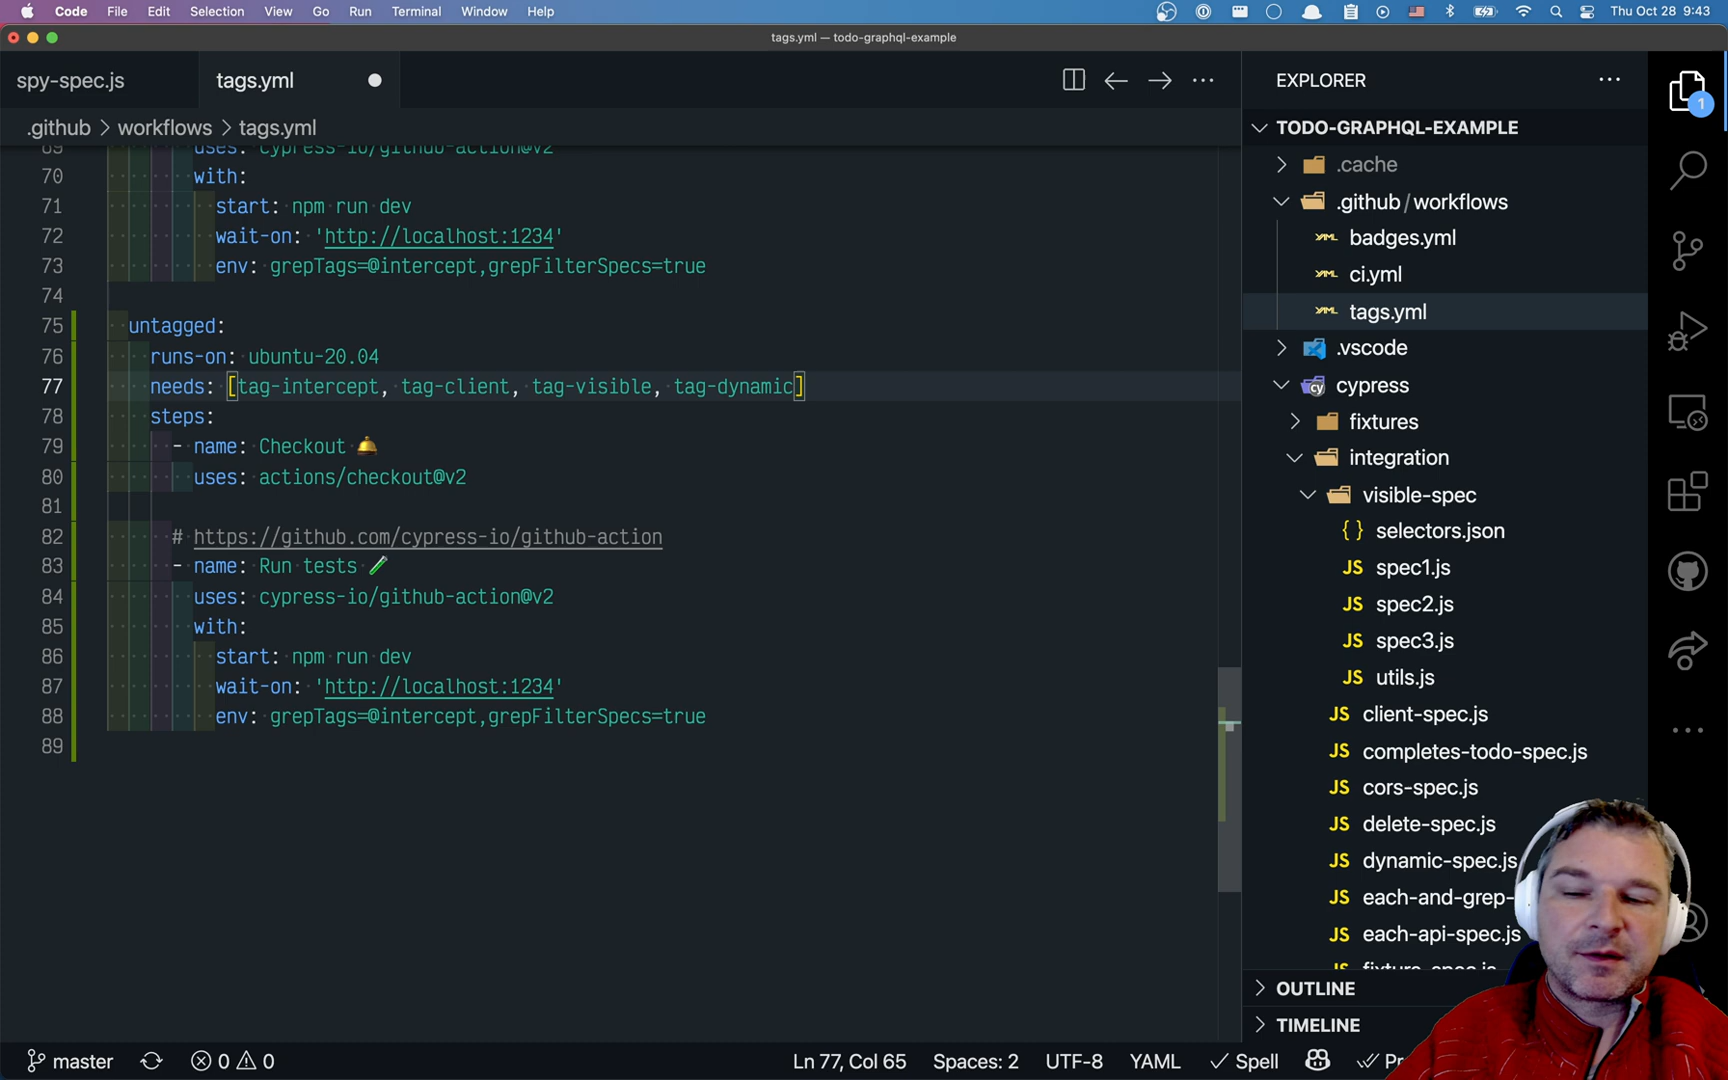 Code File Edit Selection View Go Run Terminal Window Help
Thu Oct 28 9:43
tags.yml — todo-graphql-example
spy-spec.js
tags.yml
.github > workflows > tags.yml
69 uses: cypress-io/github-action@v2
70 with:
71 start: npm run dev
72 wait-on: 'http://localhost:1234'
73 env: grepTags=@intercept,grepFilterSpecs=true
74
75 untagged:
76 runs-on: ubuntu-20.04
77 needs: [tag-intercept, tag-client, tag-visible, tag-dynamic]
78 steps:
79 - name: Checkout 🛎
80 uses: actions/checkout@v2
81
82 # https://github.com/cypress-io/github-action
83 - name: Run tests 🧪
84 uses: cypress-io/github-action@v2
85 with:
86 start: npm run dev
87 wait-on: 'http://localhost:1234'
88 env: grepTags=@intercept,grepFilterSpecs=true
89
EXPLORER
1
TODO-GRAPHQL-EXAMPLE
.cache
.github/workflows
YAML badges.yml
YAML ci.yml
YAML tags.yml
.vscode
cy cypress
fixtures
integration
visible-spec
{} selectors.json
JS spec1.js
JS spec2.js
JS spec3.js
JS utils.js
JS client-spec.js
JS completes-todo-spec.js
JS cors-spec.js
JS delete-spec.js
JS dynamic-spec.js
JS each-and-grep-
JS each-api-spec.js
JS fixture-spec.js
OUTLINE
TIMELINE
master
0 0
Ln 77, Col 65
Spaces: 2
UTF-8
YAML
Spell